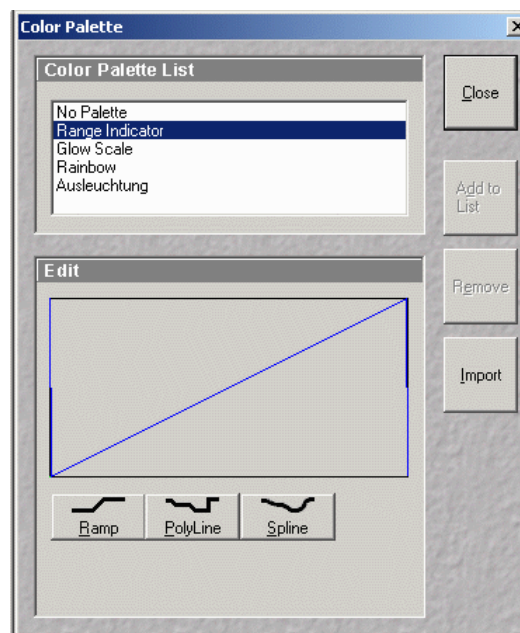 Color Palette
Color Palette List
No Palette
Range Indicator
Glow Scale
Rainbow
Ausleuchtung
Close
Add to
List
Remove
Import
Edit
Ramp
PolyLine
Spline